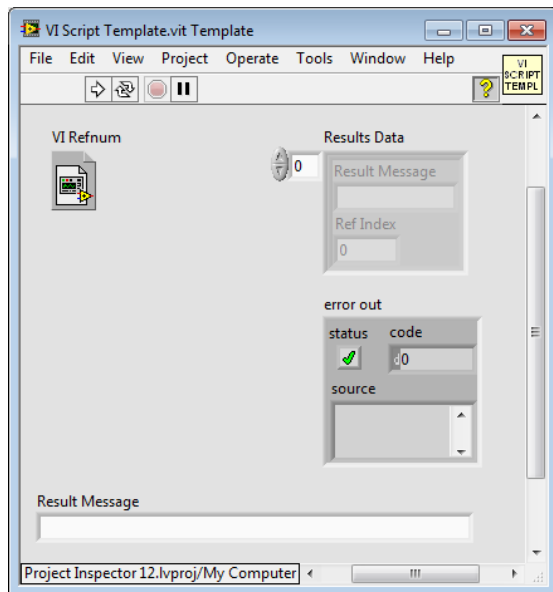 VI Script Template.vit Template
File Edit View Project Operate Tools Window Help
VI
SCRIPT
TEMPL
VI Refnum
Results Data
0
Result Message
Ref Index
0
error out
status code
d0
source
Result Message
Project Inspector 12.lvproj/My Computer